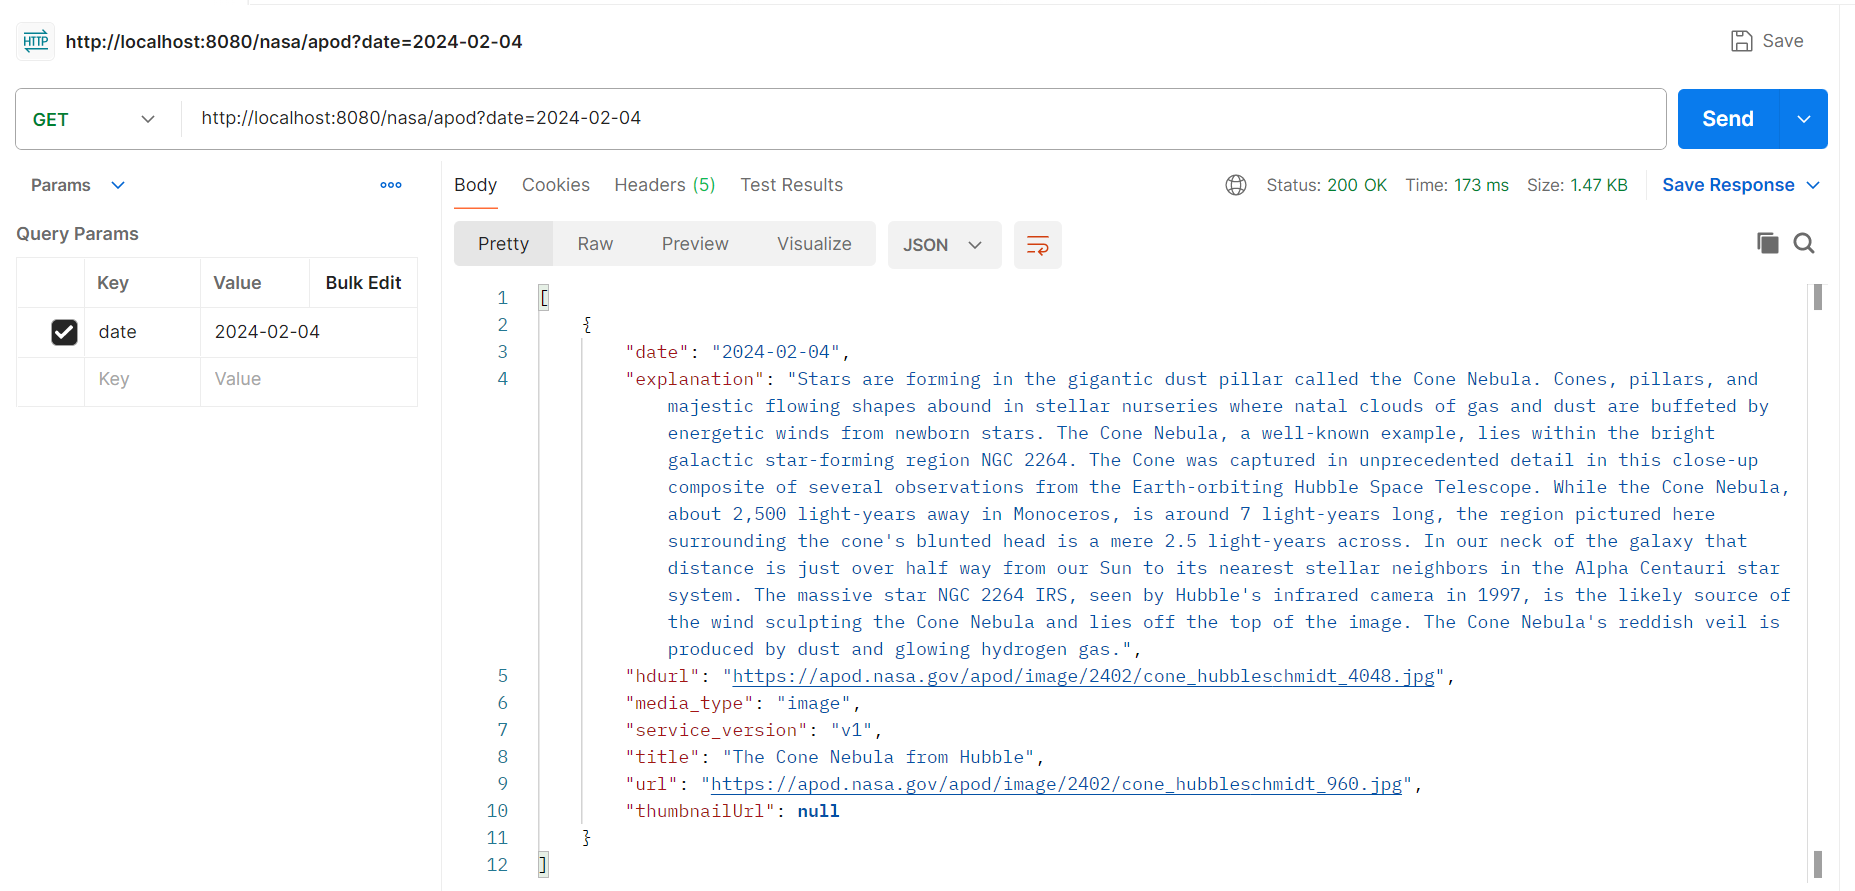 HTTP http://localhost:8080/nasa/apod?date=2024-02-04 Save
GET http://localhost:8080/nasa/apod?date=2024-02-04 Send
Params
Query Params
Key Value Bulk Edit
date 2024-02-04
Key Value
Body Cookies Headers (5) Test Results Status: 200 OK Time: 173 ms Size: 1.47 KB Save Response
Pretty Raw Preview Visualize JSON
1 [
2 {
3 "date": "2024-02-04",
4 "explanation": "Stars are forming in the gigantic dust pillar called the Cone Nebula. Cones, pillars, and
majestic flowing shapes abound in stellar nurseries where natal clouds of gas and dust are buffeted by
energetic winds from newborn stars. The Cone Nebula, a well-known example, lies within the bright
galactic star-forming region NGC 2264. The Cone was captured in unprecedented detail in this close-up
composite of several observations from the Earth-orbiting Hubble Space Telescope. While the Cone Nebula,
about 2,500 light-years away in Monoceros, is around 7 light-years long, the region pictured here
surrounding the cone's blunted head is a mere 2.5 light-years across. In our neck of the galaxy that
distance is just over half way from our Sun to its nearest stellar neighbors in the Alpha Centauri star
system. The massive star NGC 2264 IRS, seen by Hubble's infrared camera in 1997, is the likely source of
the wind sculpting the Cone Nebula and lies off the top of the image. The Cone Nebula's reddish veil is
produced by dust and glowing hydrogen gas.",
5 "hdurl": "https://apod.nasa.gov/apod/image/2402/cone_hubbleschmidt_4048.jpg",
6 "media_type": "image",
7 "service_version": "v1",
8 "title": "The Cone Nebula from Hubble",
9 "url": "https://apod.nasa.gov/apod/image/2402/cone_hubbleschmidt_960.jpg",
10 "thumbnailUrl": null
11 }
12 ]